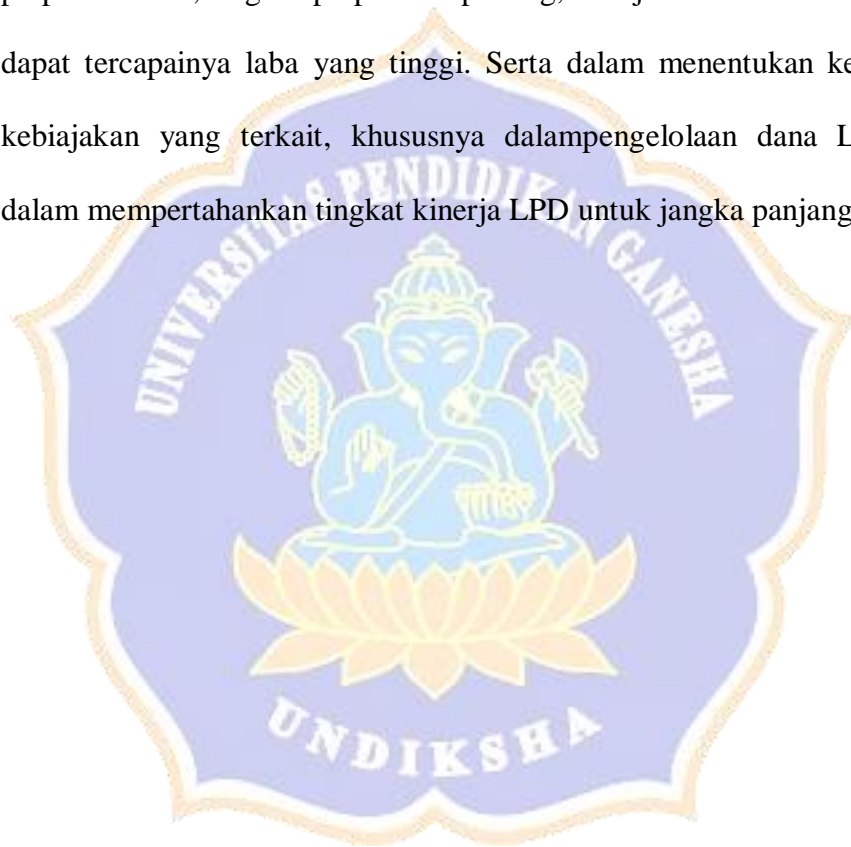 dapat tercapainya laba yang tinggi. Serta dalam menentukan
kebiajakan yang terkait, khususnya dalampengelolaan dana
dalam mempertahankan tingkat kinerja LPD untuk jangka panjang
UNIVERSITAS PENDIDIKAN GANESHA
UNDIKSHA